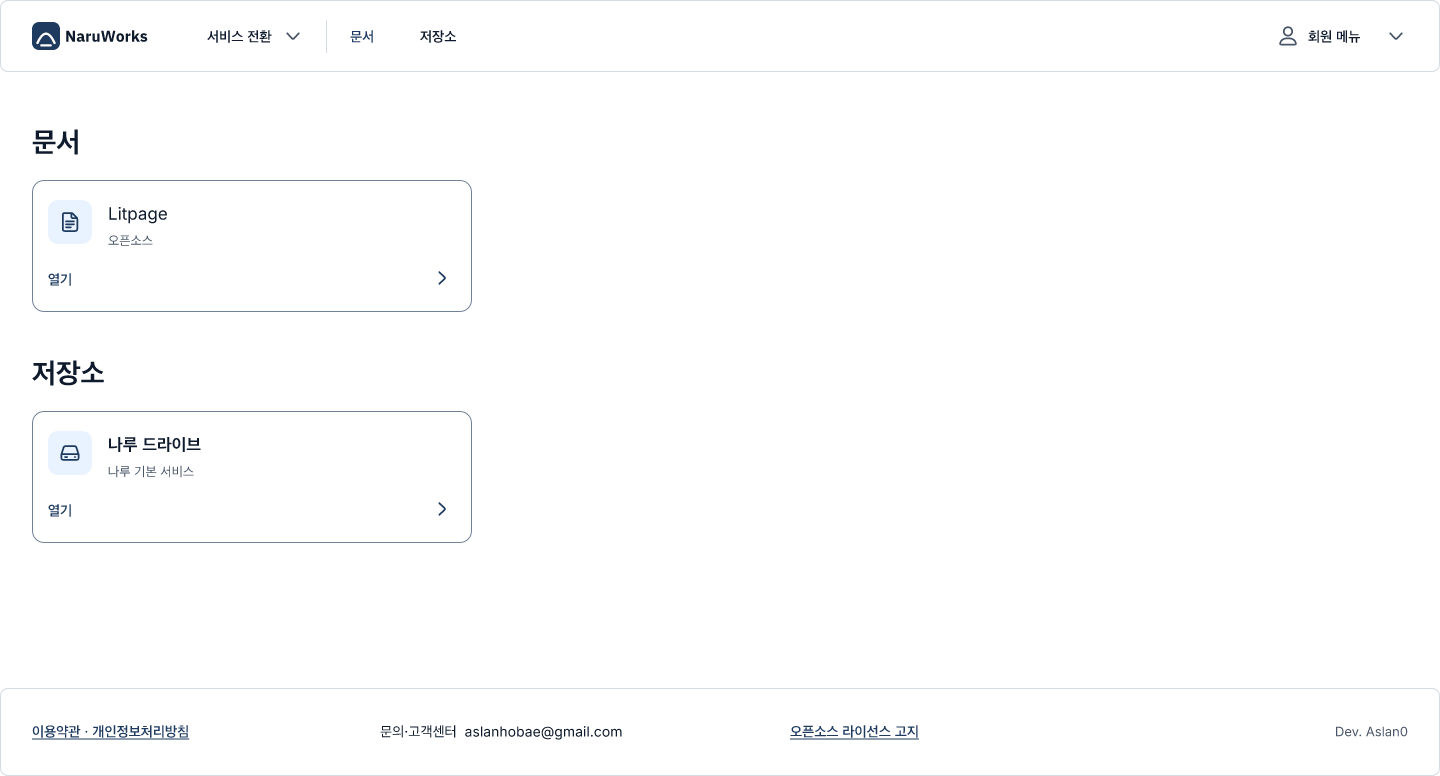 NaruWorks 서비스 전환 문서 저장소 회원 메뉴
문서
Litpage
오픈소스
열기
저장소
나루 드라이브
나루 기본 서비스
열기
이용약관 · 개인정보처리방침 문의·고객센터 aslanhobae@gmail.com 오픈소스 라이선스 고지 Dev. Aslan0